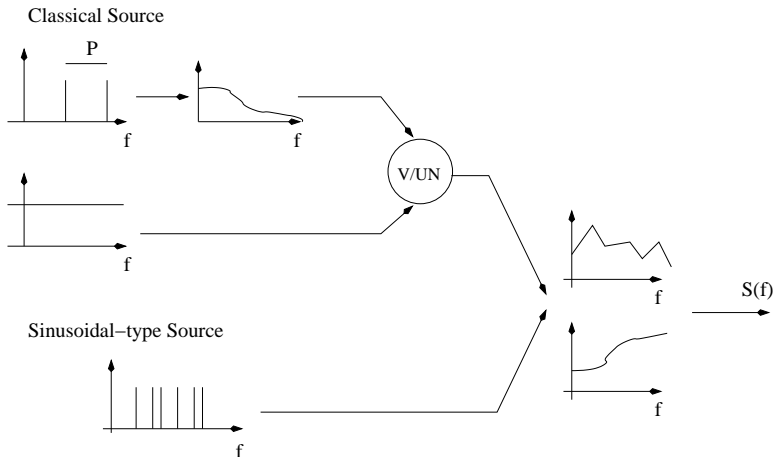 Classical Source
P
f
f
V/UN
f
f
S(f)
Sinusoidal−type Source
f
f